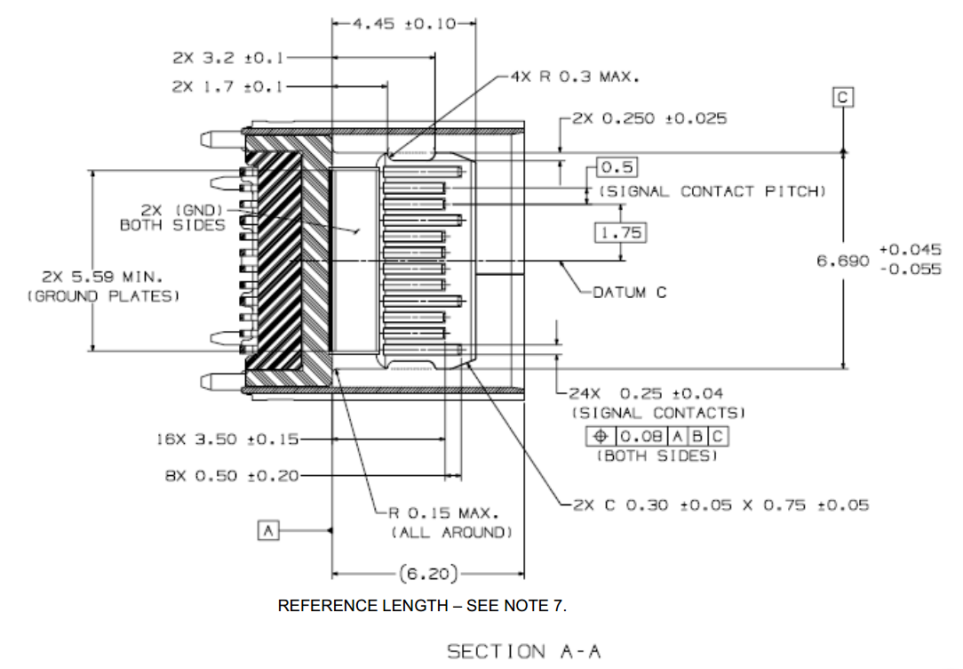 4.45 ±0.10
2X 3.2 ±0.1
4X R 0.3 MAX.
2X 1.7 ±0.1
C
2X 0.250 ±0.025
0.5
(SIGNAL CONTACT PITCH)
2X (GND)
BOTH SIDES
1.75
6.690 +0.045
-0.055
2X 5.59 MIN.
(GROUND PLATES)
DATUM C
24X 0.25 ±0.04
(SIGNAL CONTACTS)
⌖ 0.08 A B C
(BOTH SIDES)
16X 3.50 ±0.15
8X 0.50 ±0.20
2X C 0.30 ±0.05 X 0.75 ±0.05
R 0.15 MAX.
(ALL AROUND)
A
(6.20)
REFERENCE LENGTH – SEE NOTE 7.
SECTION A-A